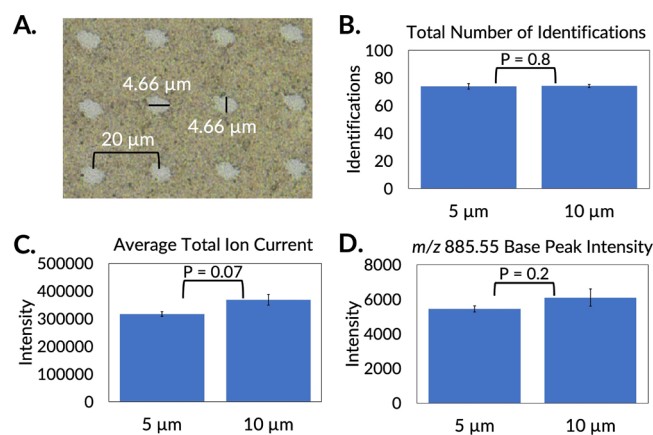 A.
4.66 µm
4.66 µm
20 µm
B.
Total Number of Identifications
P = 0.8
Identifications
100
80
60
40
20
0
5 µm
10 µm
C.
Average Total Ion Current
P = 0.07
Intensity
500000
400000
300000
200000
100000
0
5 µm
10 µm
D.
m/z 885.55 Base Peak Intensity
P = 0.2
Intensity
8000
6000
4000
2000
0
5 µm
10 µm